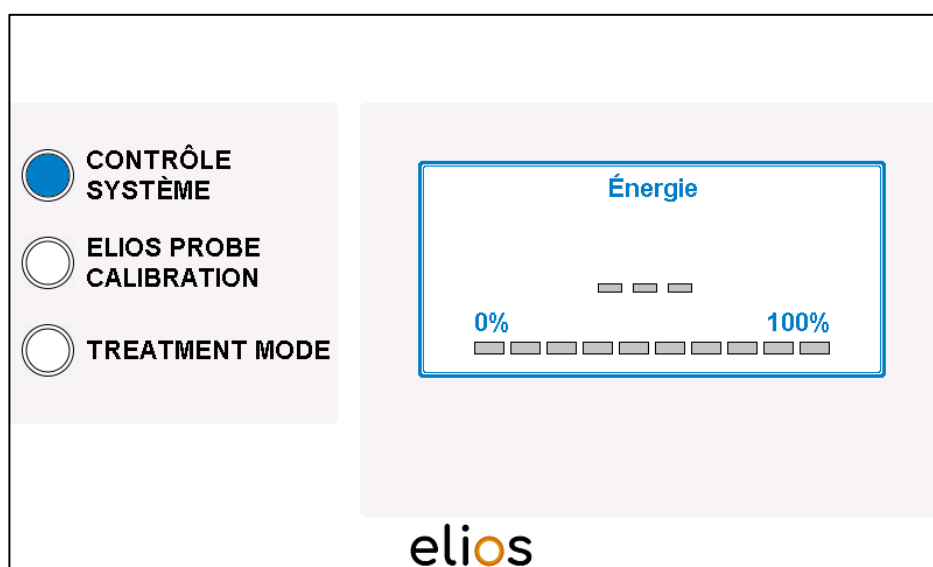 CONTRÔLE
SYSTÈME
ELIOS PROBE
CALIBRATION
TREATMENT MODE
Énergie
0% 100%
elios